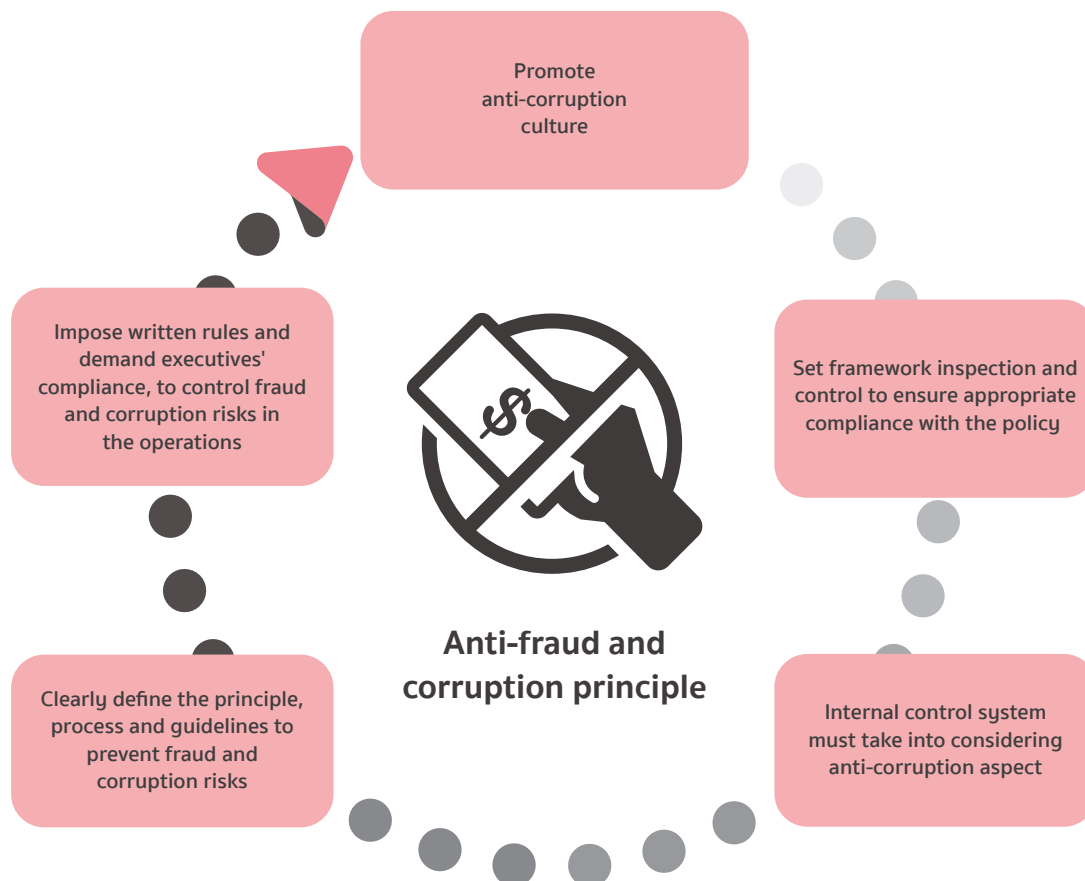 Promote
anti-corruption
culture
Set framework inspection and
control to ensure appropriate
compliance with the policy
Internal control system
must take into considering
anti-corruption aspect
Clearly define the principle,
process and guidelines to
prevent fraud and
corruption risks
Impose written rules and
demand executives'
compliance, to control fraud
and corruption risks in
the operations
$
Anti-fraud and
corruption principle